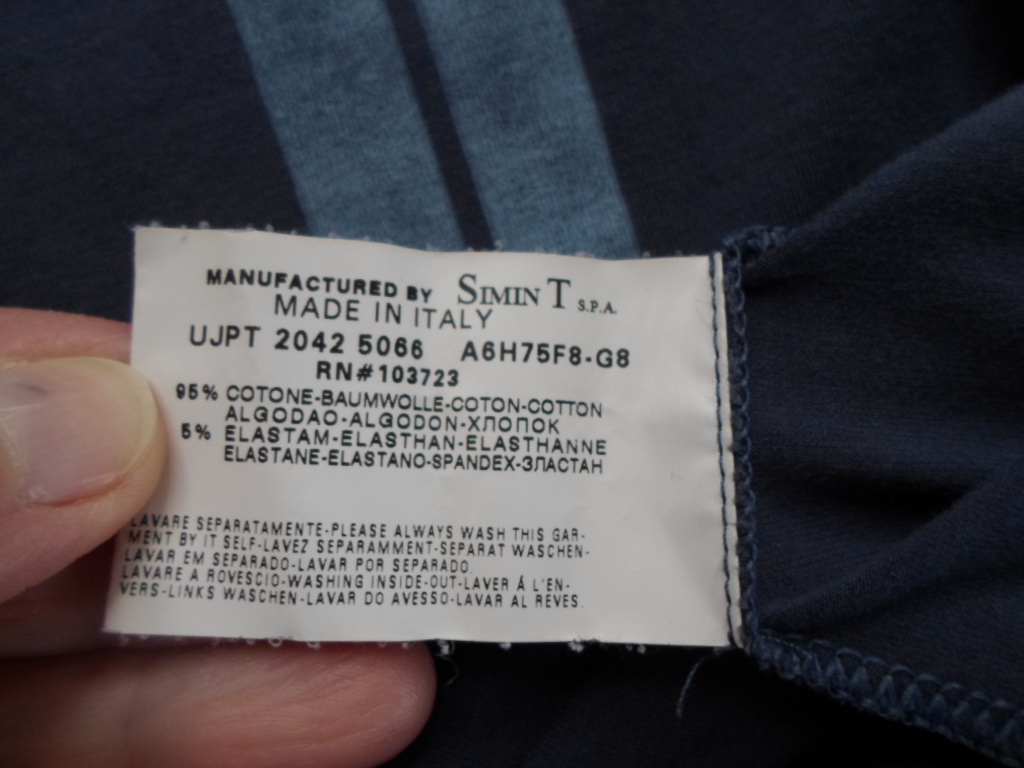 MANUFACTURED BY SIMIN T S.P.A.
MADE IN ITALY
UJPT 2042 5066 A6H75F8-G8
RN#103723
95% COTONE-BAUMWOLLE-COTON-COTTON
ALGODAO-ALGODON-ХЛОПОК
5% ELASTAM-ELASTHAN-ELASTHANNE
ELASTANE-ELASTANO-SPANDEX-ЭЛАСТАН
LAVARE SEPARATAMENTE-PLEASE ALWAYS WASH THIS GAR-
MENT BY IT SELF-LAVEZ SEPARAMMENT-SEPARAT WASCHEN-
LAVAR EM SEPARADO-LAVAR POR SEPARADO.
LAVARE A ROVESCIO-WASHING INSIDE-OUT-LAVER Á L'EN-
VERS-LINKS WASCHEN-LAVAR DO AVESSO-LAVAR AL REVES.